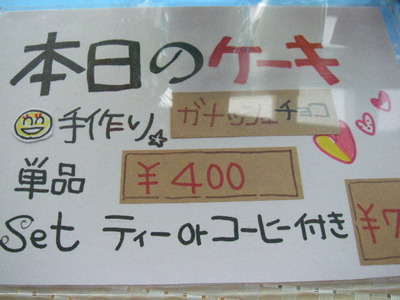 本日のケーキ
手作り ガナッシュチョコ
単品 ¥400
Set ティーorコーヒー付き ¥7